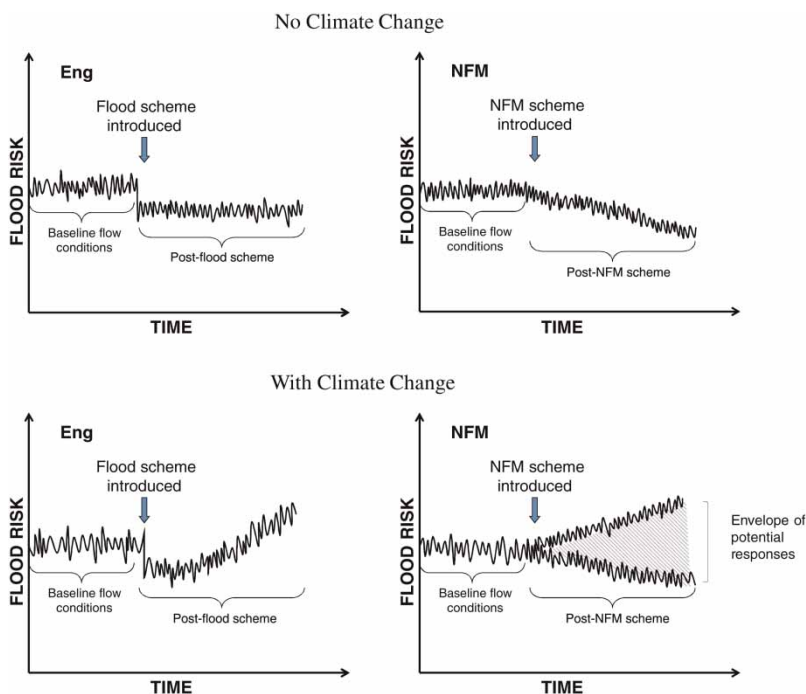 No Climate Change
Eng
Flood scheme
introduced
FLOOD RISK
Baseline flow
conditions
Post-flood scheme
TIME
NFM
NFM scheme
introduced
FLOOD RISK
Baseline flow
conditions
Post-NFM scheme
TIME
With Climate Change
Eng
Flood scheme
introduced
FLOOD RISK
Baseline flow
conditions
Post-flood scheme
TIME
NFM
NFM scheme
introduced
FLOOD RISK
Baseline flow
conditions
Post-NFM scheme
Envelope of
potential
responses
TIME